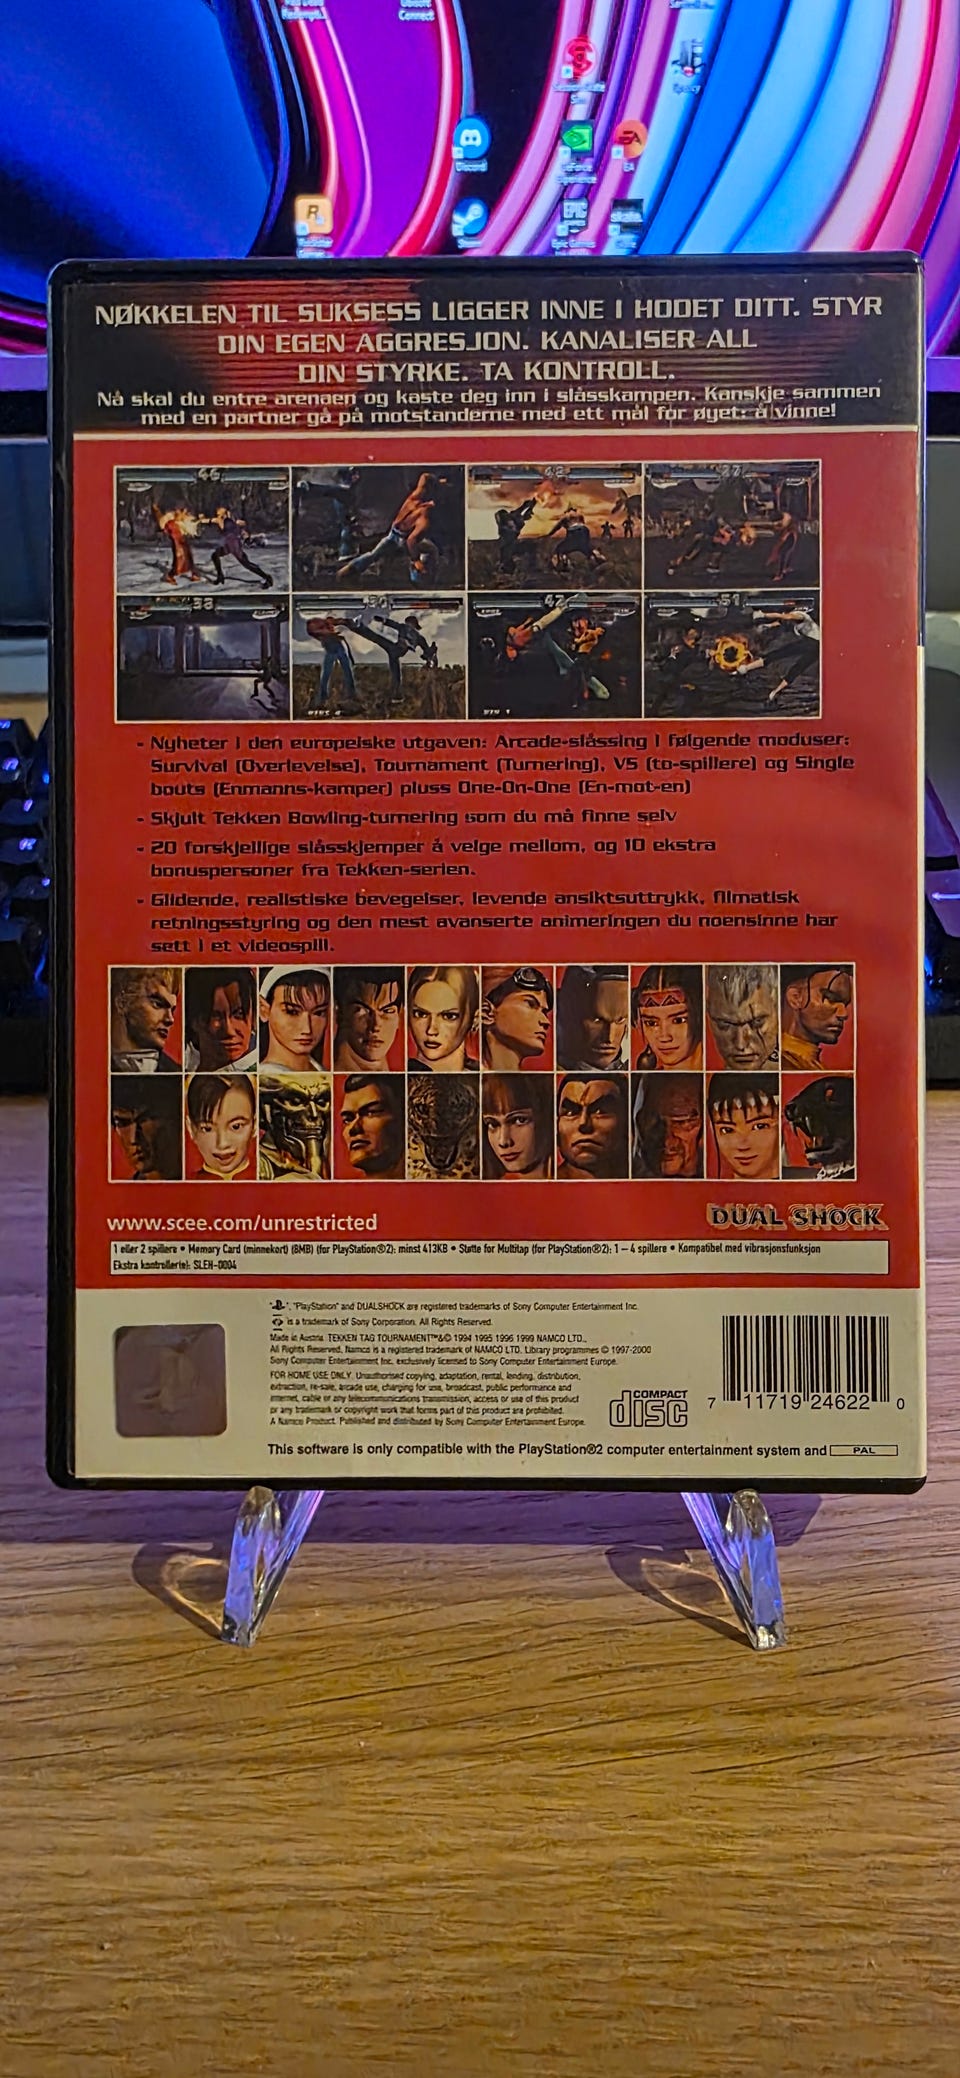 Discord
EA
Epic Games
NØKKELEN TIL SUKSESS LIGGER INNE I HODET DITT. STYR
DIN EGEN AGGRESJON. KANALISER ALL
DIN STYRKE. TA KONTROLL.
Nå skal du entre arenaen og kaste deg inn i slåsskampen. Kanskje sammen
med en partner gå på motstanderne med ett mål for øyet: å vinne!
- Nyheter i den europeiske utgaven: Arcade-slåssing i følgende moduser:
Survival (Overlevelse), Tournament (Turnering), VS (to-spillere) og Single
bouts (Enmanns-kamper) pluss One-On-One (En-mot-en)
- Skjult Tekken Bowling-turnering som du må finne selv
- 20 forskjellige slåsskjemper å velge mellom, og 10 ekstra
bonuspersoner fra Tekken-serien.
- Glidende, realistiske bevegelser, levende ansiktsuttrykk, filmatisk
retningsstyring og den mest avanserte animeringen du noensinne har
sett i et videospill.
www.scee.com/unrestricted
DUAL SHOCK
1 eller 2 spillere • Memory Card (minnekort) (8MB) (for PlayStation®2): minst 413KB • Støtte for Multitap (for PlayStation®2): 1 – 4 spillere • Kompatibel med vibrasjonsfunksjon
Ekstra kontroller(e): SLEH-0004
"PlayStation" and DUALSHOCK are registered trademarks of Sony Computer Entertainment Inc.
is a trademark of Sony Corporation. All Rights Reserved.
Made in Austria. TEKKEN TAG TOURNAMENT™&© 1994 1995 1996 1999 NAMCO LTD.,
All Rights Reserved. Namco is a registered trademark of NAMCO LTD. Library programmes © 1997-2000
Sony Computer Entertainment Inc. exclusively licensed to Sony Computer Entertainment Europe.
FOR HOME USE ONLY. Unauthorised copying, adaptation, rental, lending, distribution,
extraction, re-sale, arcade use, charging for use, broadcast, public performance and
internet, cable or any telecommunications transmission, access or use of this product
or any trademark or copyright work that forms part of this product are prohibited.
A Namco Product. Published and distributed by Sony Computer Entertainment Europe.
COMPACT
disc
7 11719 24622 0
This software is only compatible with the PlayStation®2 computer entertainment system and PAL